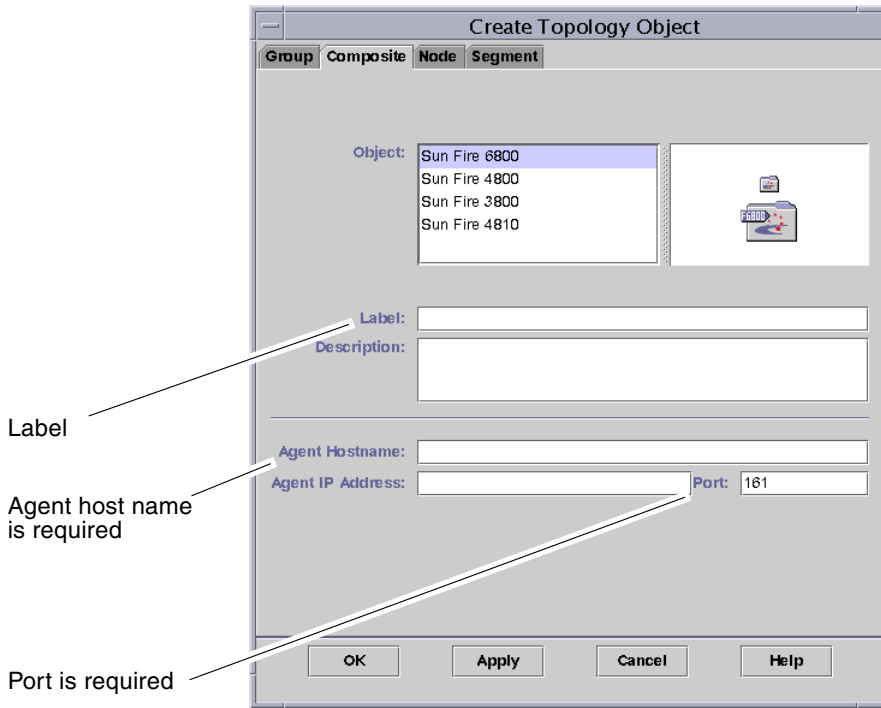 Create Topology Object
Group Composite Node Segment
Object:
Sun Fire 6800
Sun Fire 4800
Sun Fire 3800
Sun Fire 4810
F6800
Label:
Description:
Label
Agent Hostname:
Agent IP Address:
Port: 161
Agent host name
is required
OK Apply Cancel Help
Port is required